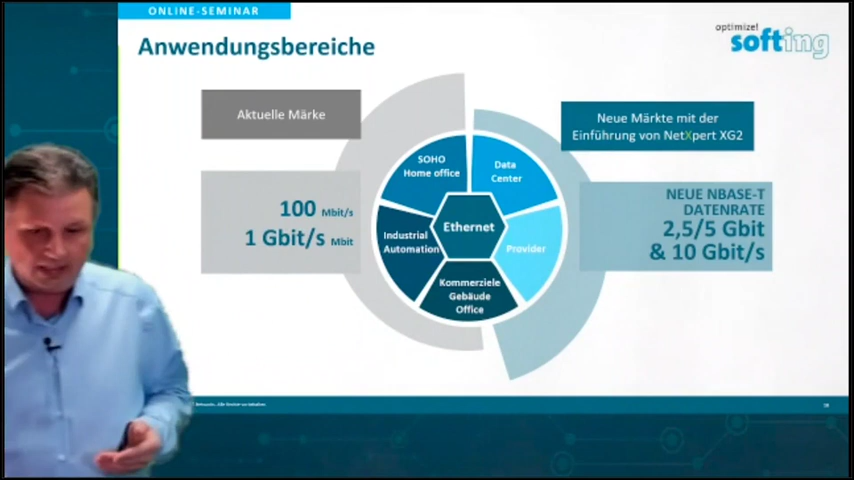 ONLINE-SEMINAR
Anwendungsbereiche
optimize!
softing
Aktuelle Märke
Neue Märkte mit der
Einführung von NetXpert XG2
100 Mbit/s
1 Gbit/s Mbit
NEUE NBASE-T
DATENRATE
2,5/5 Gbit
& 10 Gbit/s
SOHO
Home office
Data
Center
Ethernet
Industrial
Automation
Provider
Kommerziele
Gebäude
Office